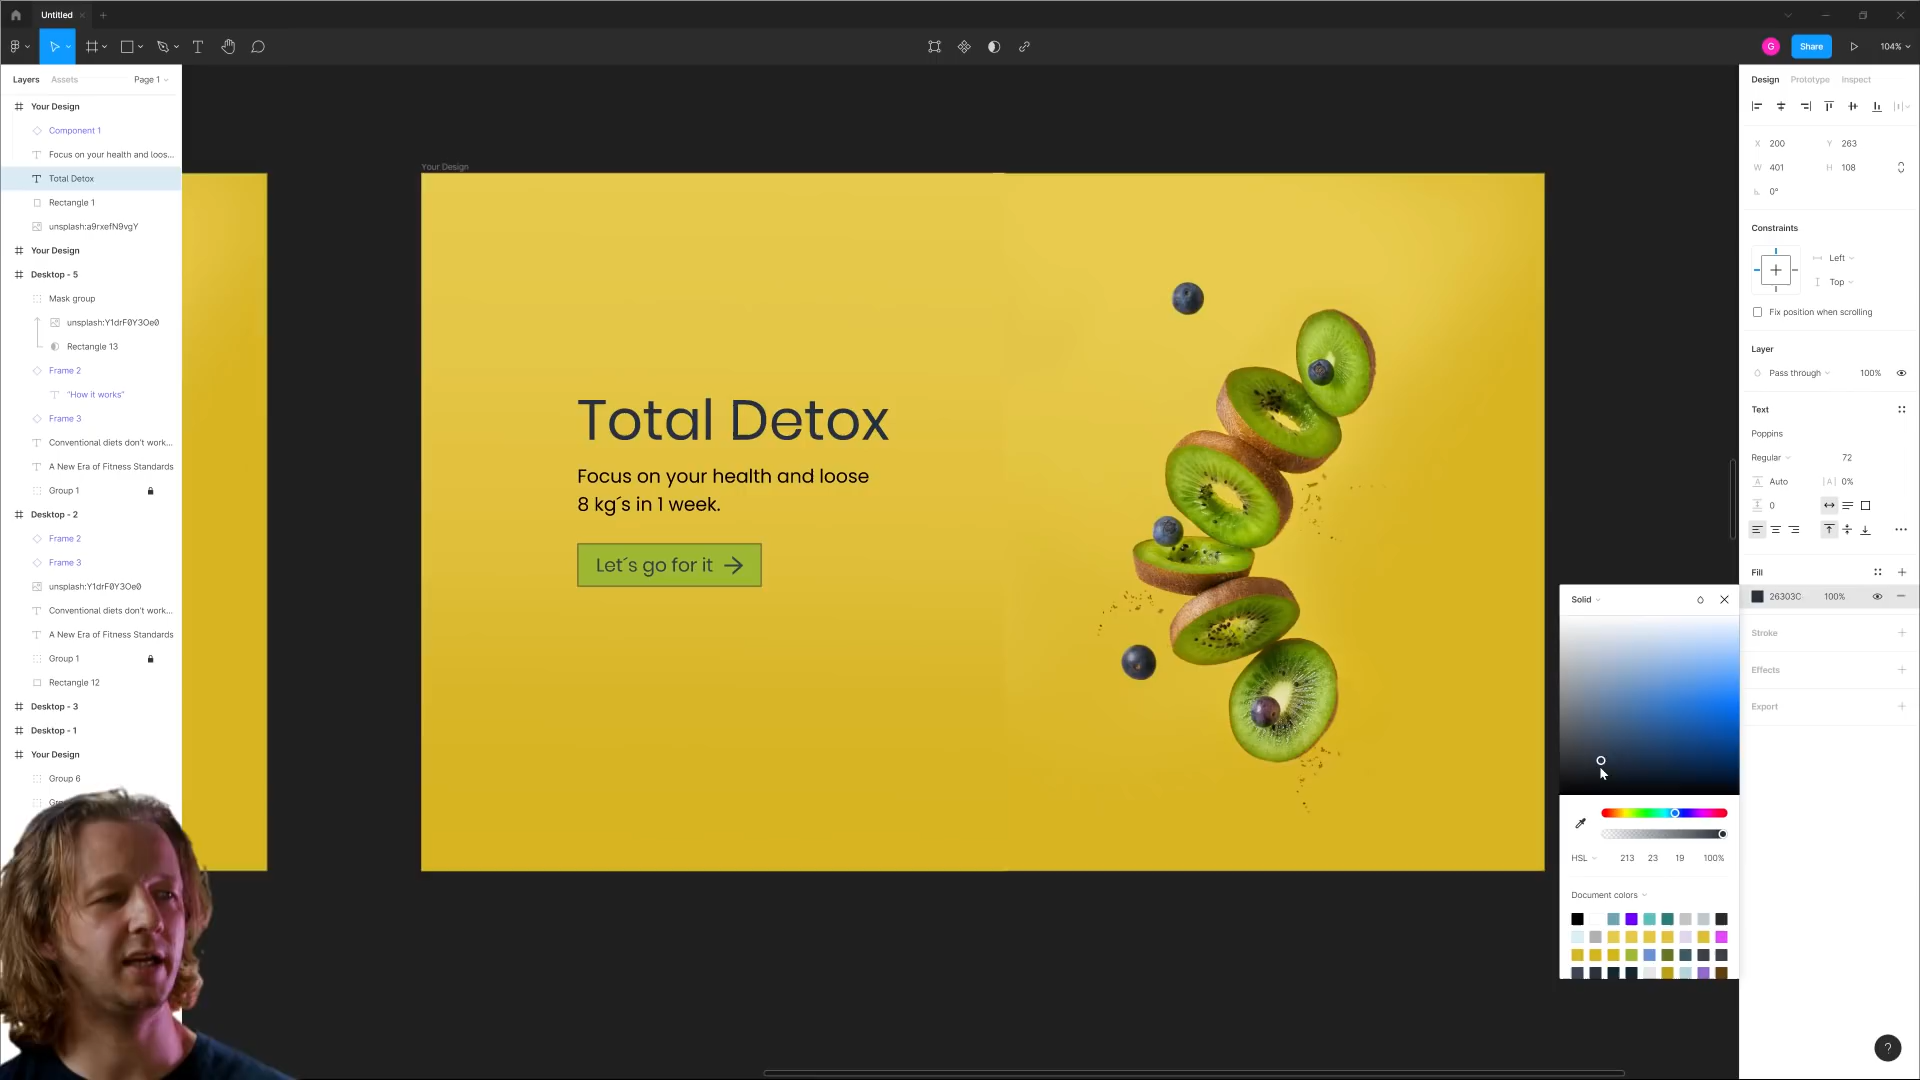 Untitled
Share
104%
Layers
Assets
Page 1
Your Design
Component 1
Focus on your health and loos...
Total Detox
Rectangle 1
unsplash:a9rxefN9vgY
Your Design
Desktop - 5
Mask group
unsplash:Y1drF0Y3Oe0
Rectangle 13
Frame 2
"How it works"
Frame 3
Conventional diets don't work...
A New Era of Fitness Standards
Group 1
Desktop - 2
Frame 2
Frame 3
unsplash:Y1drF0Y3Oe0
Conventional diets don't work...
A New Era of Fitness Standards
Group 1
Rectangle 12
Desktop - 3
Desktop - 1
Your Design
Group 6
Your Design
Total Detox
Focus on your health and loose
8 kg´s in 1 week.
Let´s go for it
G
Design Prototype Inspect
X 200 Y 263
W 401 H 108
0°
Constraints
Left
Top
Fix position when scrolling
Layer
Pass through 100%
Text
Poppins
Regular 72
Auto |A| 0%
0
Fill
26303C 100%
Stroke
Effects
Export
Solid
HSL 213 23 19 100%
Document colors
?